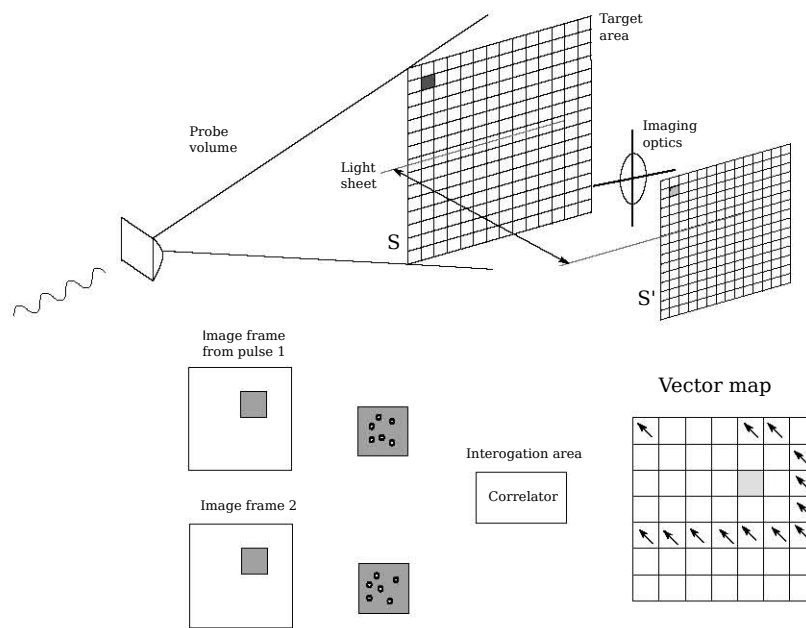 Target
area
Probe
volume
Imaging
optics
Light
sheet
S
S'
Image frame
from pulse 1
Vector map
Interogation area
Correlator
Image frame 2